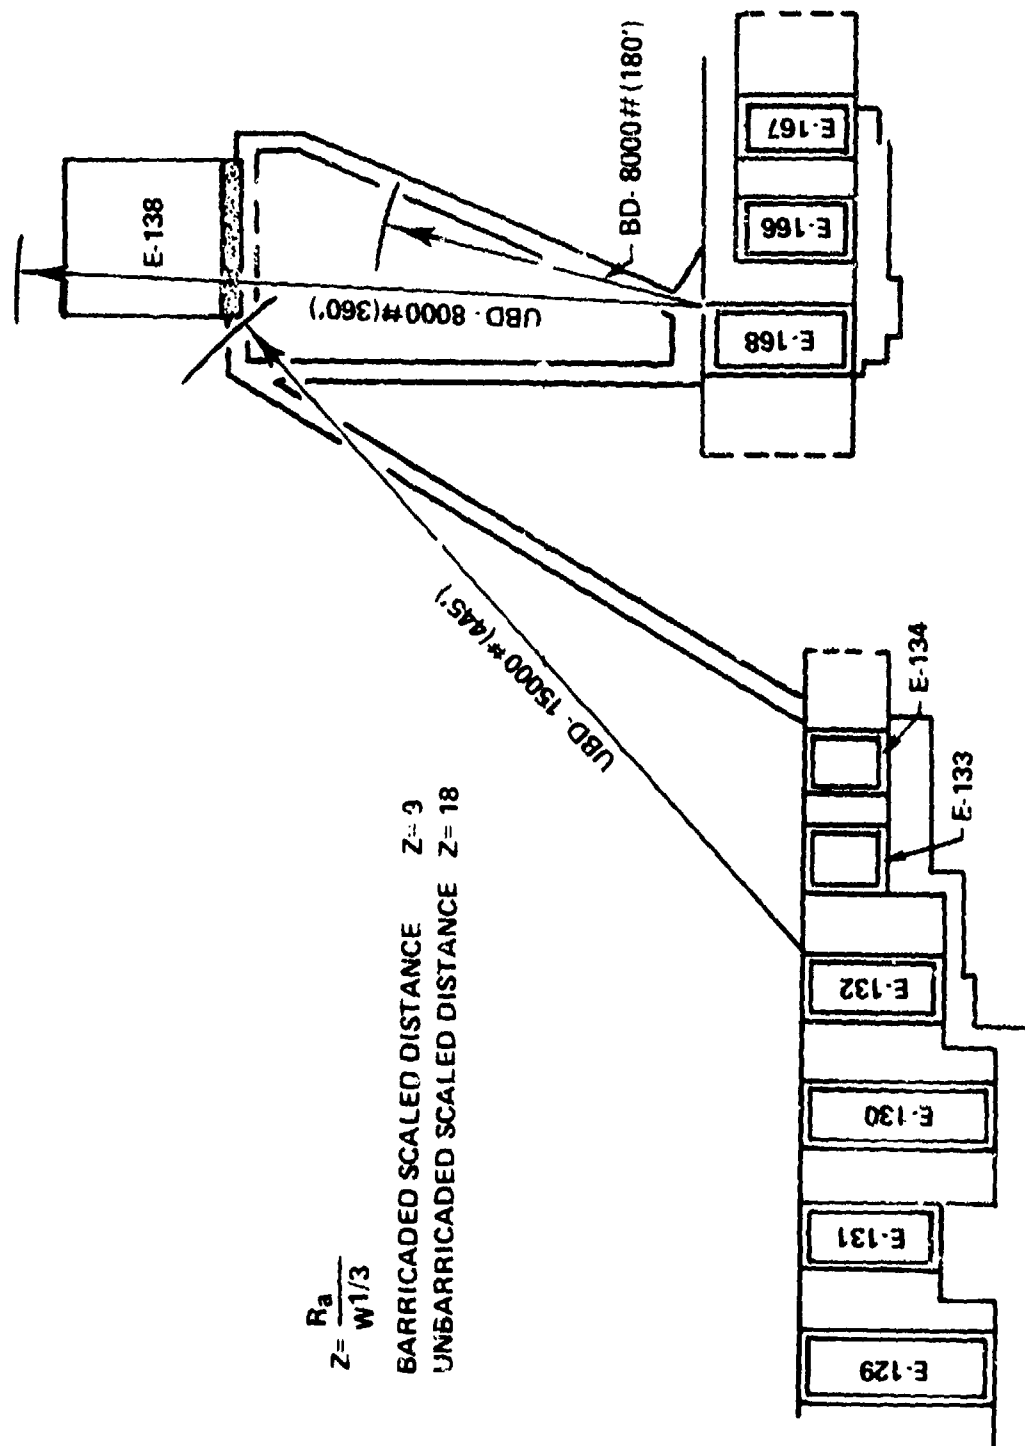 Z= Ra
W1/3
BARRICADED SCALED DISTANCE Z= 9
UNBARRICADED SCALED DISTANCE Z= 18
E-138
UBD- 8000#(360')
BD- 8000#(180')
UBD- 15000#(445')
E-167
E-166
E-168
E-134
E-133
E-132
E-130
E-131
E-129